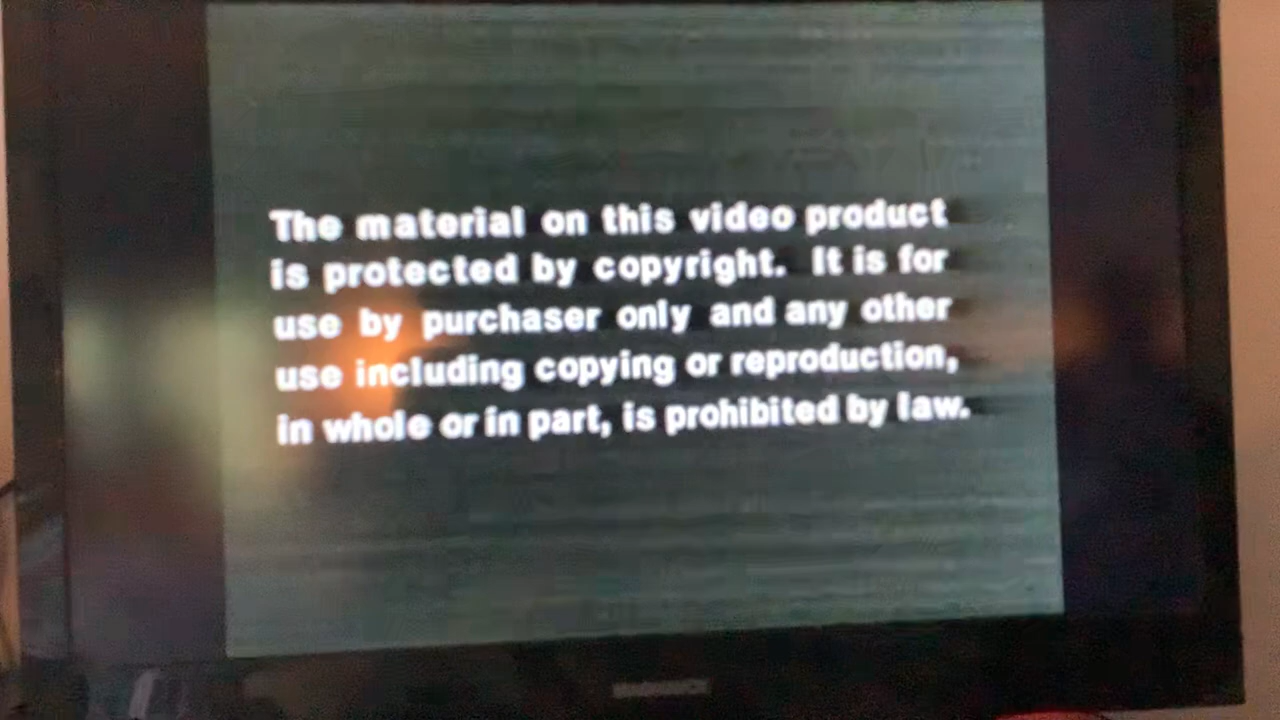 The material on this video product
is protected by copyright. It is for
use by purchaser only and any other
use including copying or reproduction,
in whole or in part, is prohibited by law.